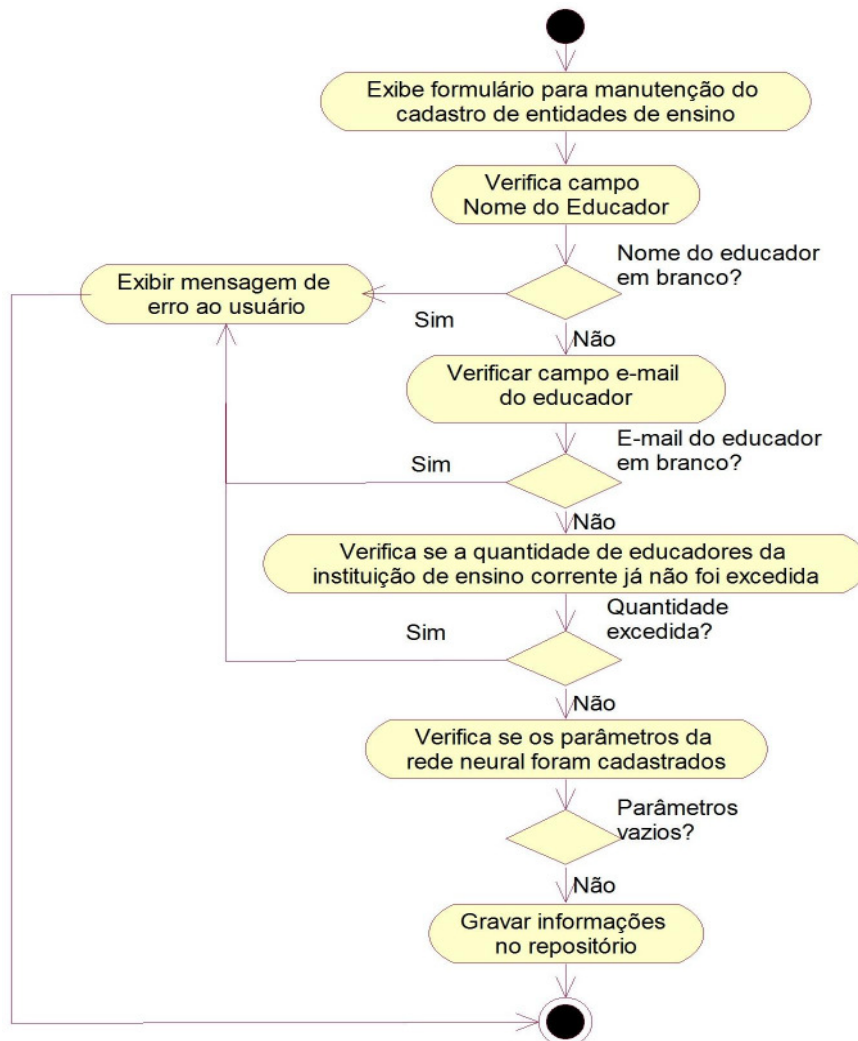 Exibe formulário para manutenção do
cadastro de entidades de ensino
Verifica campo
Nome do Educador
Nome do educador
em branco?
Exibir mensagem de
erro ao usuário
Sim
Não
Verificar campo e-mail
do educador
E-mail do educador
em branco?
Sim
Não
Verifica se a quantidade de educadores da
instituição de ensino corrente já não foi excedida
Quantidade
excedida?
Sim
Não
Verifica se os parâmetros da
rede neural foram cadastrados
Parâmetros
vazios?
Não
Gravar informações
no repositório